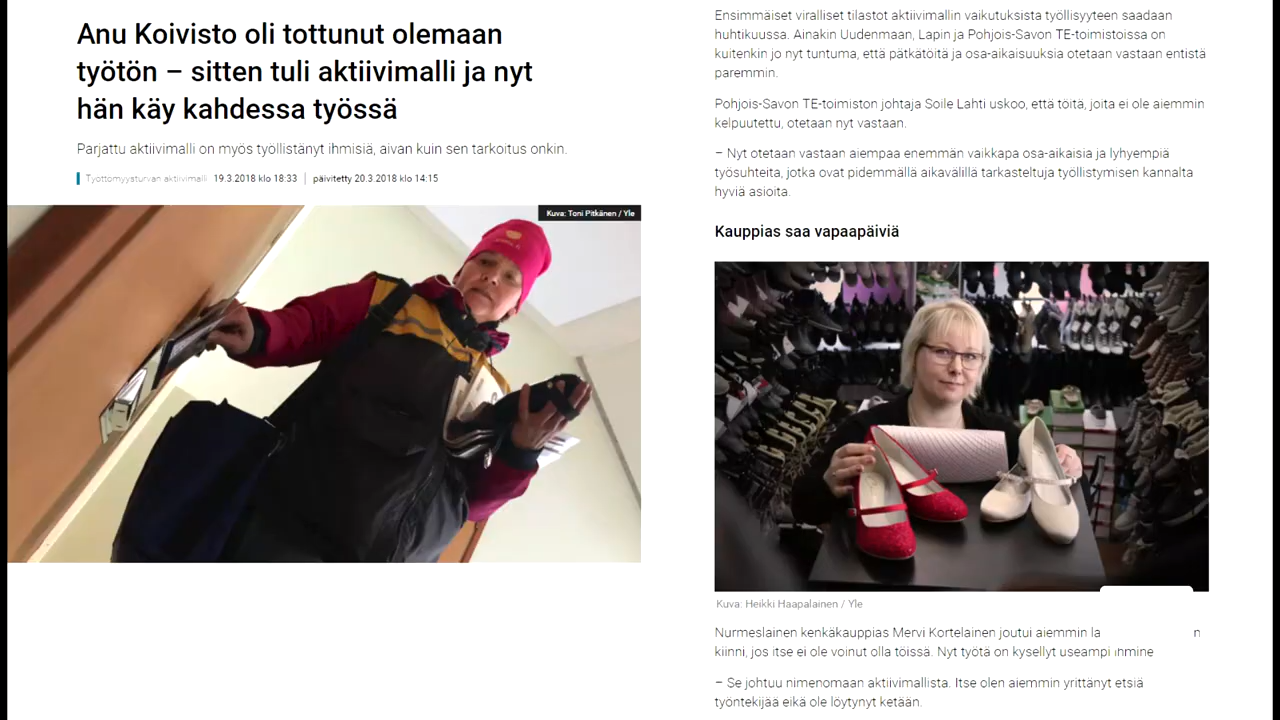 Anu Koivisto oli tottunut olemaan
työtön – sitten tuli aktiivimalli ja nyt
hän käy kahdessa työssä
Parjattu aktiivimalli on myös työllistänyt ihmisiä, aivan kuin sen tarkoitus onkin.
Työttömyysturvan aktiivimalli 19.3.2018 klo 18:33 | päivitetty 20.3.2018 klo 14:15
Kuva: Toni Pitkänen / Yle
Ensimmäiset viralliset tilastot aktiivimallin vaikutuksista työllisyyteen saadaan
huhtikuussa. Ainakin Uudenmaan, Lapin ja Pohjois-Savon TE-toimistoissa on
kuitenkin jo nyt tuntuma, että pätkätöitä ja osa-aikaisuuksia otetaan vastaan entistä
paremmin.
Pohjois-Savon TE-toimiston johtaja Soile Lahti uskoo, että töitä, joita ei ole aiemmin
kelpuutettu, otetaan nyt vastaan.
– Nyt otetaan vastaan aiempaa enemmän vaikkapa osa-aikaisia ja lyhyempiä
työsuhteita, jotka ovat pidemmällä aikavälillä tarkasteltuja työllistymisen kannalta
hyviä asioita.
Kauppias saa vapaapäiviä
Kuva: Heikki Haapalainen / Yle
Nurmeslainen kenkäkauppias Mervi Kortelainen joutui aiemmin la n
kiinni, jos itse ei ole voinut olla töissä. Nyt työtä on kysellyt useampi ihmine
– Se johtuu nimenomaan aktiivimallista. Itse olen aiemmin yrittänyt etsiä
työntekijää eikä ole löytynyt ketään.